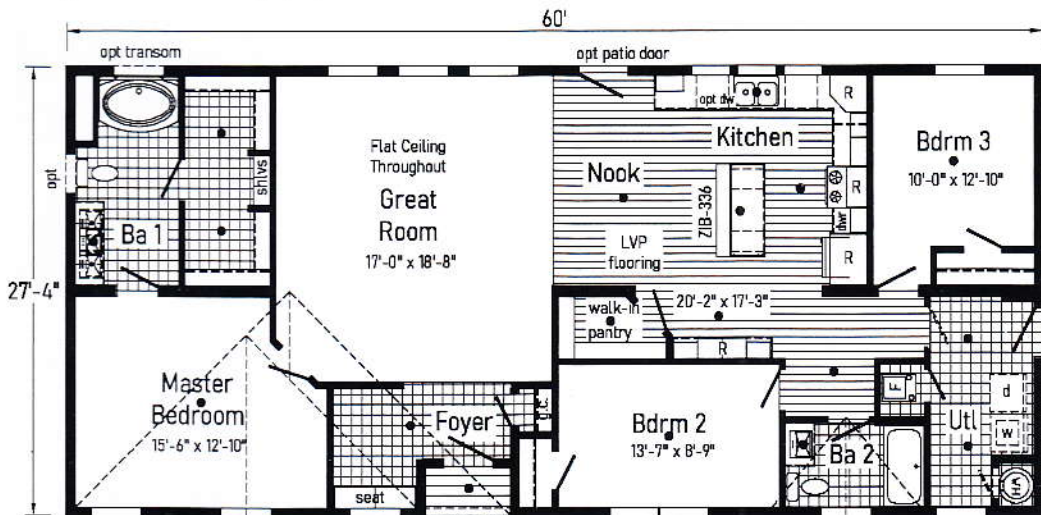 60'
opt transom
opt patio door
27'-4"
opt
shlvs
Ba 1
Flat Ceiling
Throughout
Great
Room
17'-0" x 18'-8"
opt dw
R
Kitchen
Nook
ZIB-336
R
dwr
R
LVP
flooring
Bdrm 3
10'-0" x 12'-10"
walk-in
pantry
20'-2" x 17'-3"
R
Master
Bedroom
15'-6" x 12'-10"
Foyer
seat
Bdrm 2
13'-7" x 8'-9"
Ba 2
F
Utl
d
w
WH